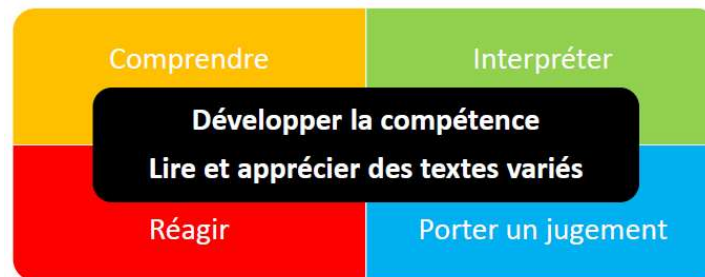 Comprendre
Interpréter
Développer la compétence
Lire et apprécier des textes variés
Réagir
Porter un jugement